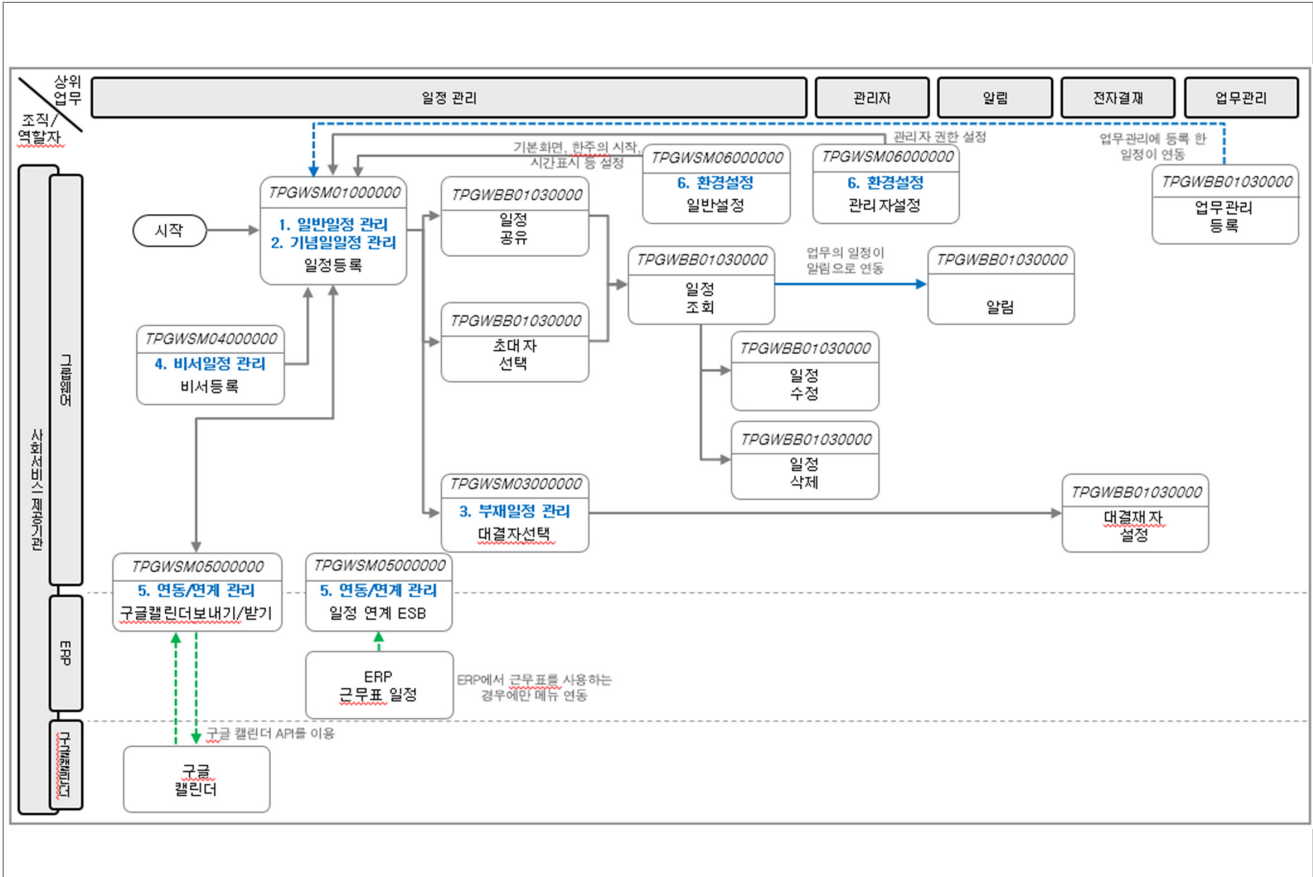 상위
업무
조직/
역할자
일정 관리
관리자
알림
전자결재
업무관리
사회서비스 제공기관
그룹웨어
ERP
구글캘린더
기본화면, 한주의 시작,
시간표시 등 설정
관리자 권한 설정
업무관리에 등록 한
일정이 연동
시작
TPGWSM01000000
1. 일반일정 관리
2. 기념일일정 관리
일정등록
TPGWBB01030000
일정
공유
TPGWSM06000000
6. 환경설정
일반설정
TPGWSM06000000
6. 환경설정
관리자설정
TPGWBB01030000
업무관리
등록
TPGWBB01030000
일정
조회
업무의 일정이
알림으로 연동
TPGWBB01030000
알림
TPGWSM04000000
4. 비서일정 관리
비서등록
TPGWBB01030000
초대자
선택
TPGWBB01030000
일정
수정
TPGWBB01030000
일정
삭제
TPGWSM03000000
3. 부재일정 관리
대결자선택
TPGWBB01030000
대결재자
설정
TPGWSM05000000
5. 연동/연계 관리
구글캘린더보내기/받기
TPGWSM05000000
5. 연동/연계 관리
일정 연계 ESB
ERP
근무표 일정
ERP에서 근무표를 사용하는
경우에만 메뉴 연동
구글 캘린더 API를 이용
구글
캘린더